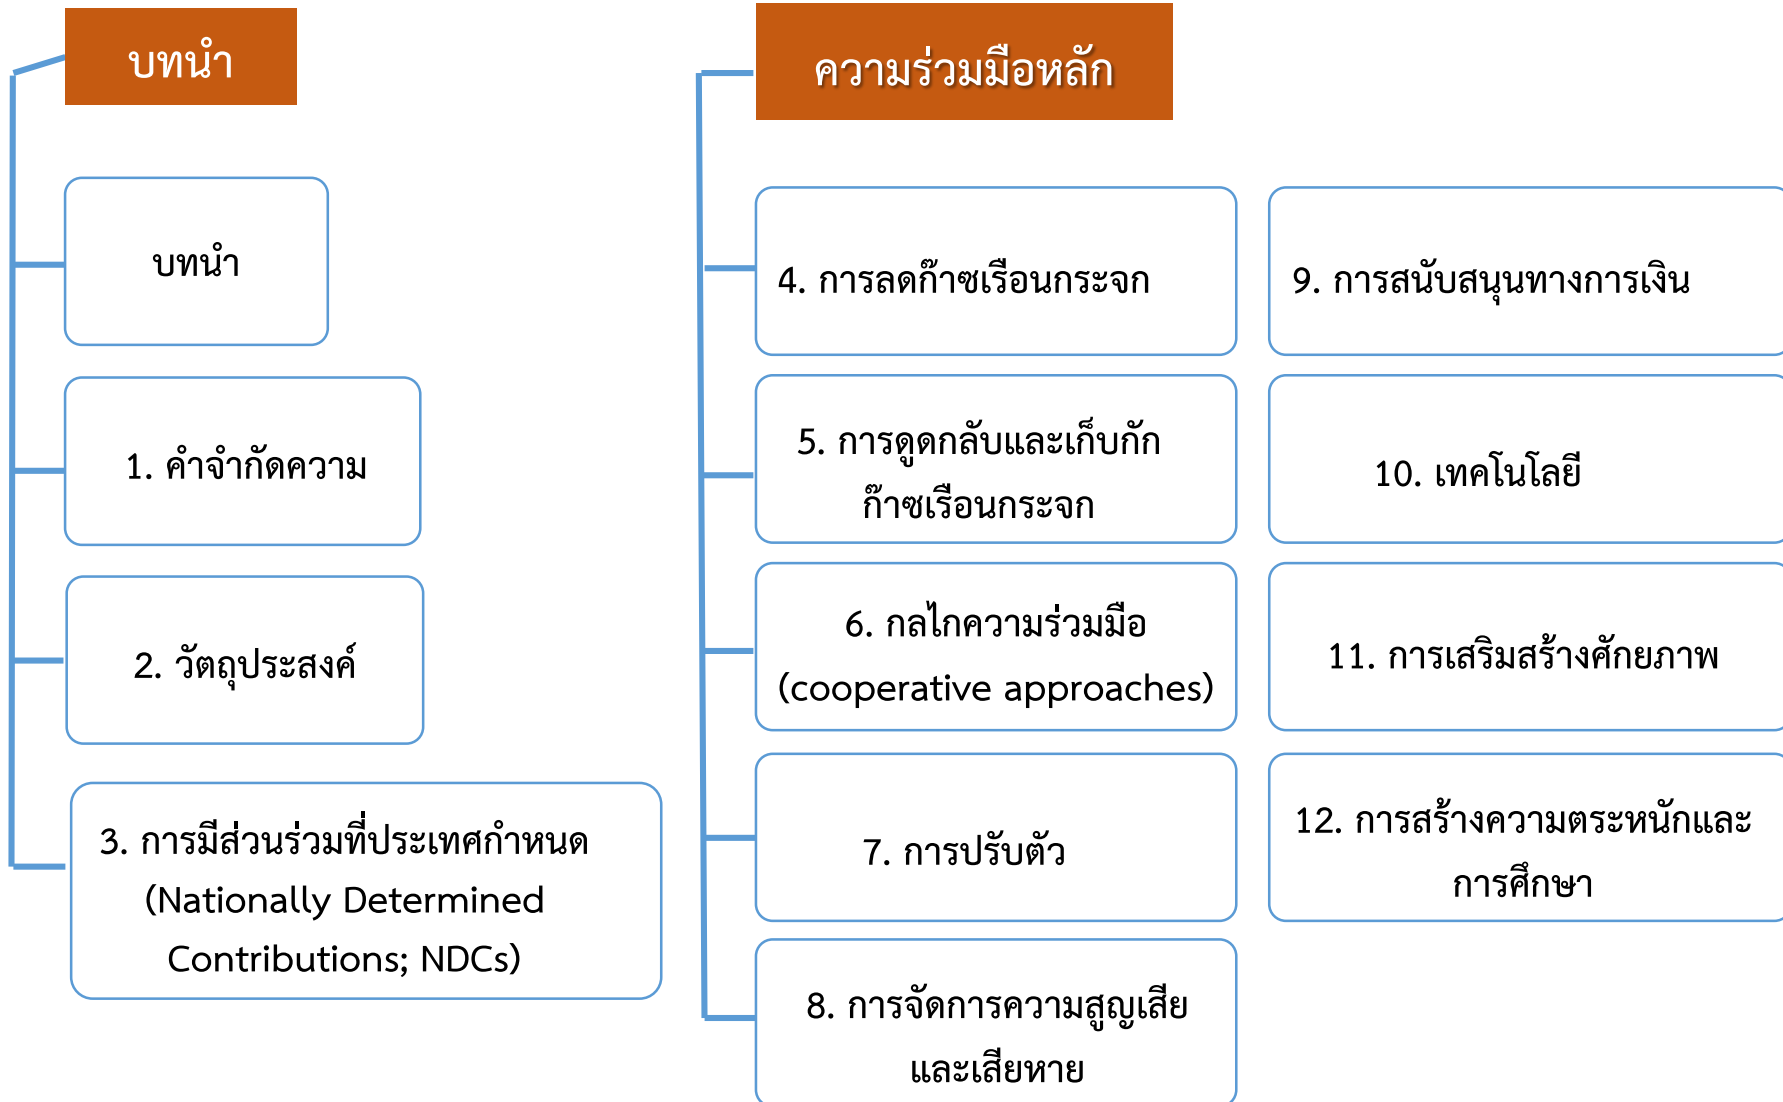 บทนำ
บทนำ
1. คำจำกัดความ
2. วัตถุประสงค์
3. การมีส่วนร่วมที่ประเทศกำหนด
(Nationally Determined
Contributions; NDCs)
ความร่วมมือหลัก
4. การลดก๊าซเรือนกระจก
5. การดูดกลับและเก็บกัก
ก๊าซเรือนกระจก
6. กลไกความร่วมมือ
(cooperative approaches)
7. การปรับตัว
8. การจัดการความสูญเสีย
และเสียหาย
9. การสนับสนุนทางการเงิน
10. เทคโนโลยี
11. การเสริมสร้างศักยภาพ
12. การสร้างความตระหนักและ
การศึกษา